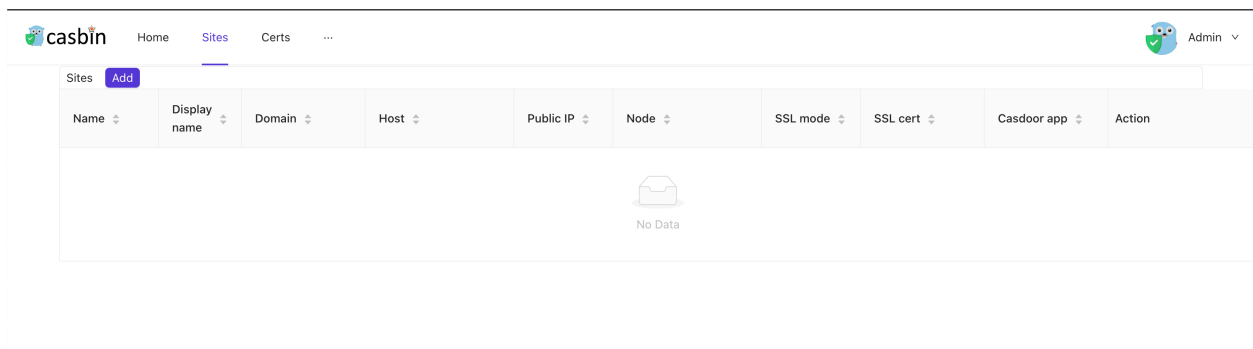 casbin Home Sites Certs ··· Admin
Sites Add
Name Display name Domain Host Public IP Node SSL mode SSL cert Casdoor app Action
No Data